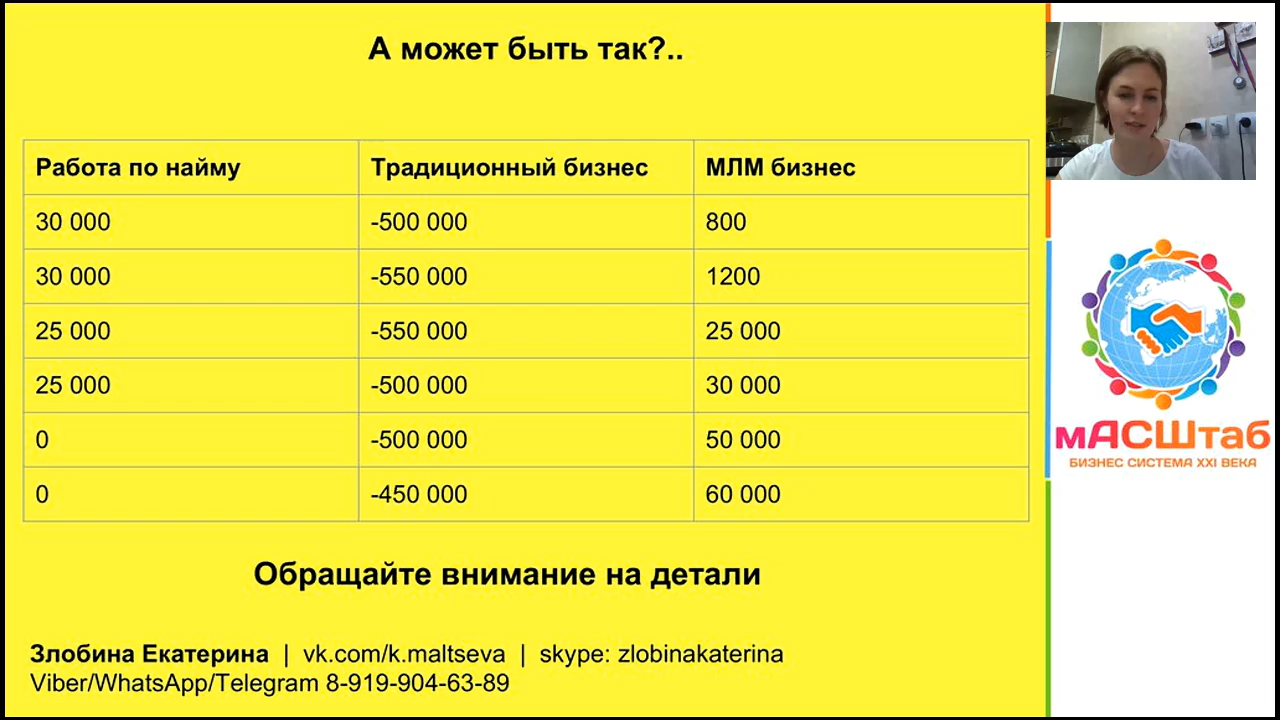 А может быть так?..
Работа по найму Традиционный бизнес МЛМ бизнес
30 000 -500 000 800
30 000 -550 000 1200
25 000 -550 000 25 000
25 000 -500 000 30 000
0 -500 000 50 000
0 -450 000 60 000
Обращайте внимание на детали
Злобина Екатерина | vk.com/k.maltseva | skype: zlobinakaterina
Viber/WhatsApp/Telegram 8-919-904-63-89
мАСШтаб
БИЗНЕС СИСТЕМА XXI ВЕКА